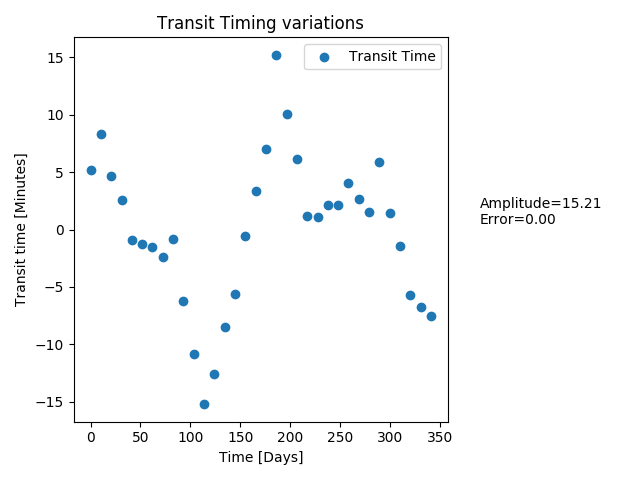 Transit Timing variations
Transit Time
Transit time [Minutes]
15
10
5
0
−5
−10
−15
0 50 100 150 200 250 300 350
Time [Days]
Amplitude=15.21
Error=0.00